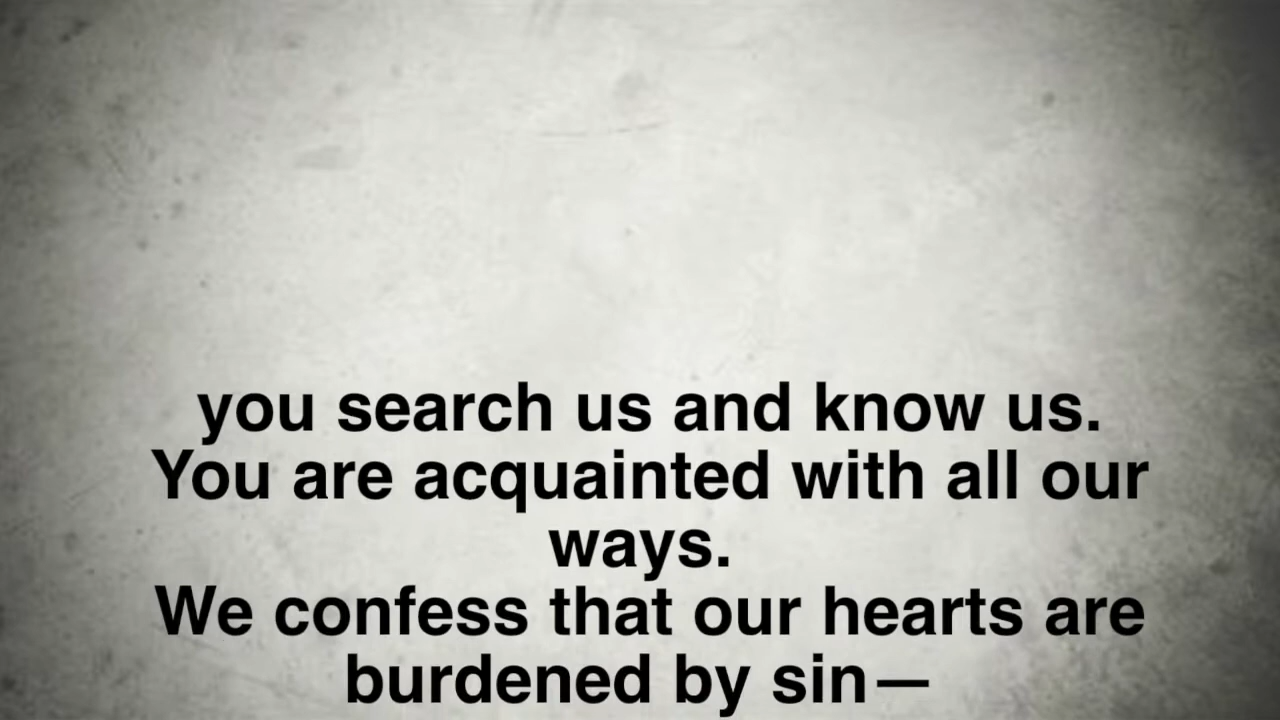 you search us and know us.
You are acquainted with all our
ways.
We confess that our hearts are
burdened by sin—